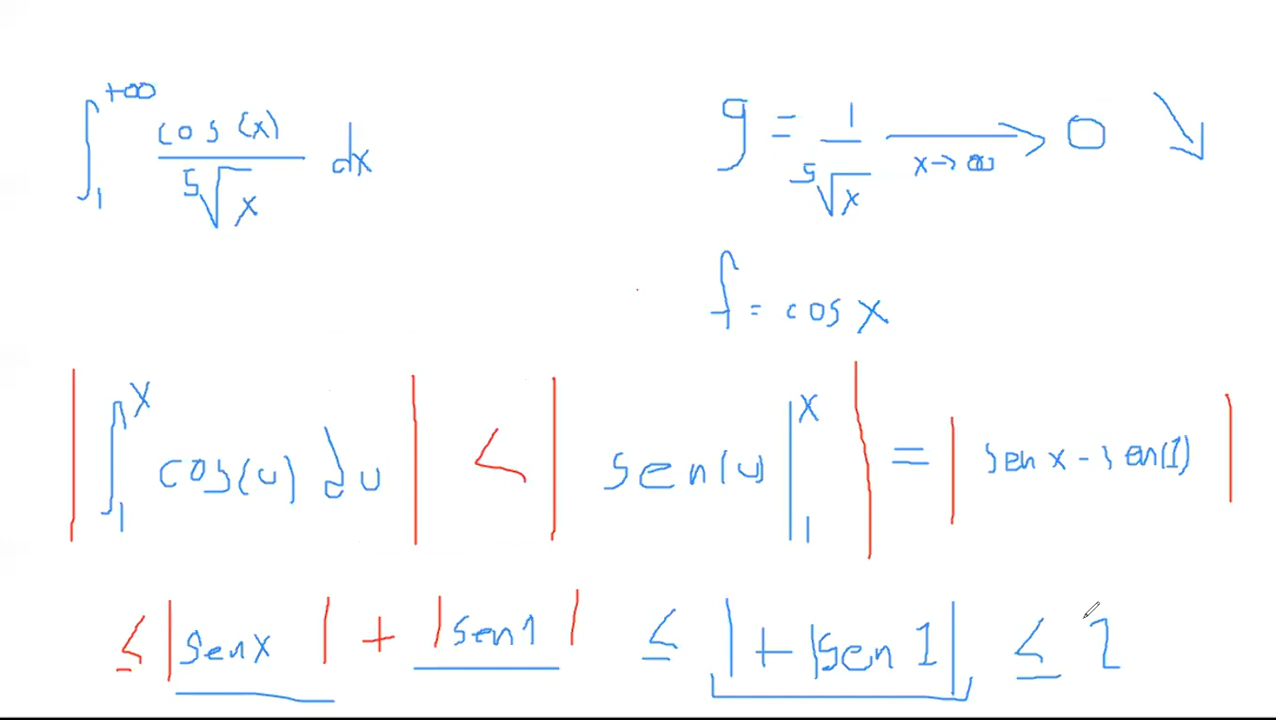 ∫₁^{+∞} cos(x) / ⁵√x dx
g = 1 / ⁵√x ⟶ 0 ↘
x→∞
f = cos x
| ∫₁^x cos(u) du | < | sen(u) |₁^x | = | sen x - sen(1) |
≤ |sen x| + |sen 1| ≤ 1 + |sen 1| ≤ 2